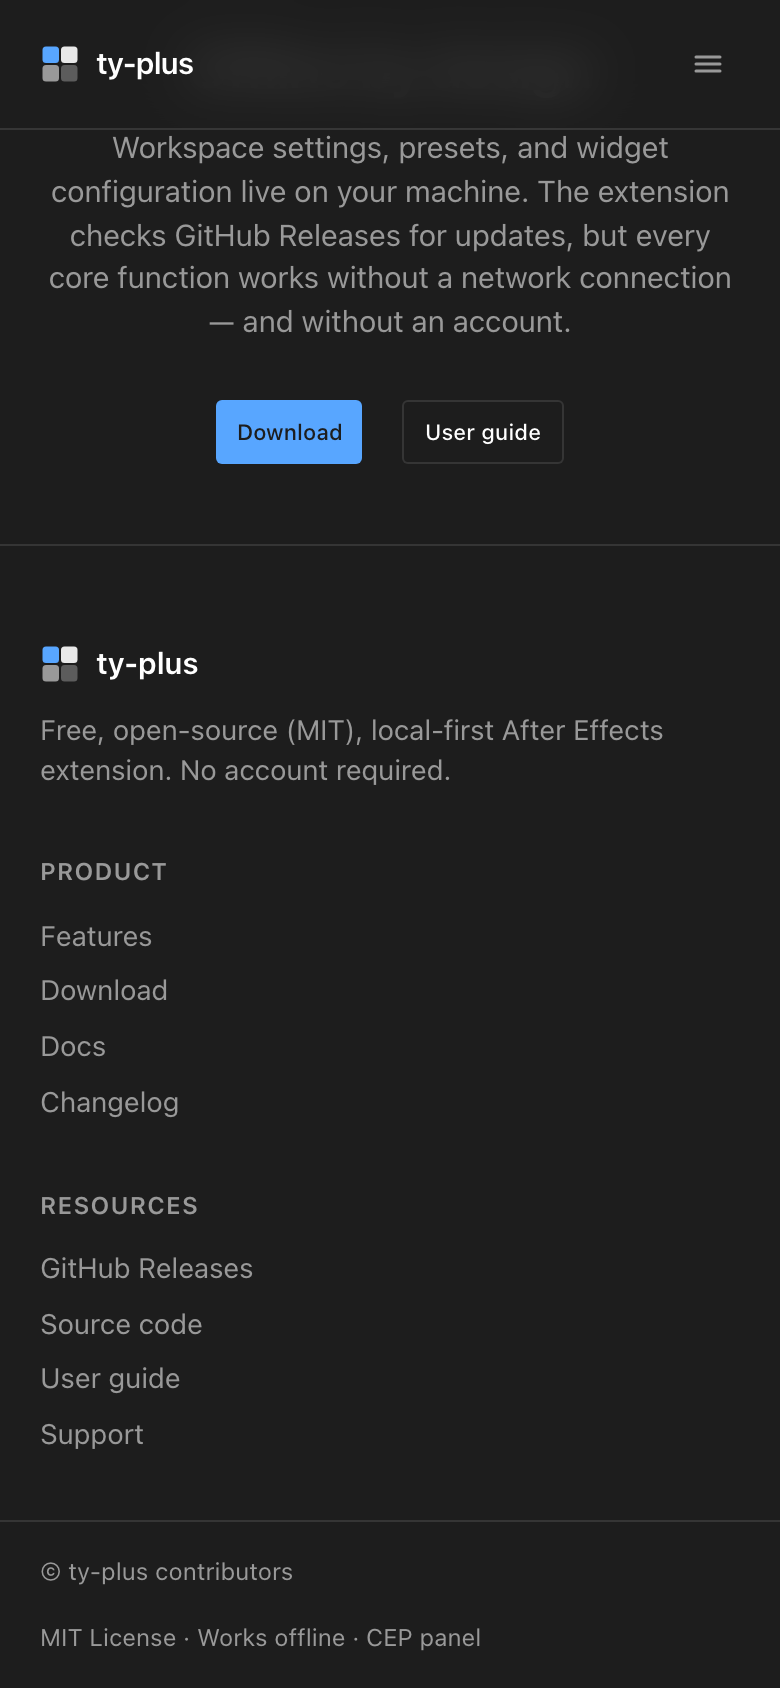 ty-plus
Workspace settings, presets, and widget
configuration live on your machine. The extension
checks GitHub Releases for updates, but every
core function works without a network connection
— and without an account.
Download
User guide
ty-plus
Free, open-source (MIT), local-first After Effects
extension. No account required.
PRODUCT
Features
Download
Docs
Changelog
RESOURCES
GitHub Releases
Source code
User guide
Support
© ty-plus contributors
MIT License · Works offline · CEP panel